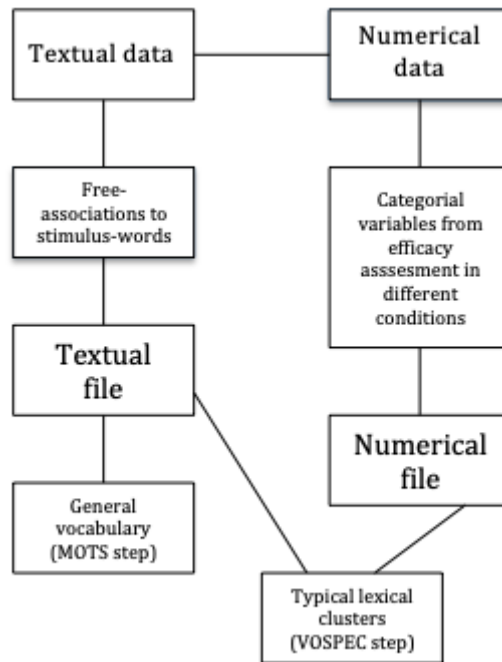 Textual data
Numerical
data
Free-
associations to
stimulus-words
Categorial
variables from
efficacy
asssesment in
different
conditions
Textual
file
Numerical
file
General
vocabulary
(MOTS step)
Typical lexical
clusters
(VOSPEC step)